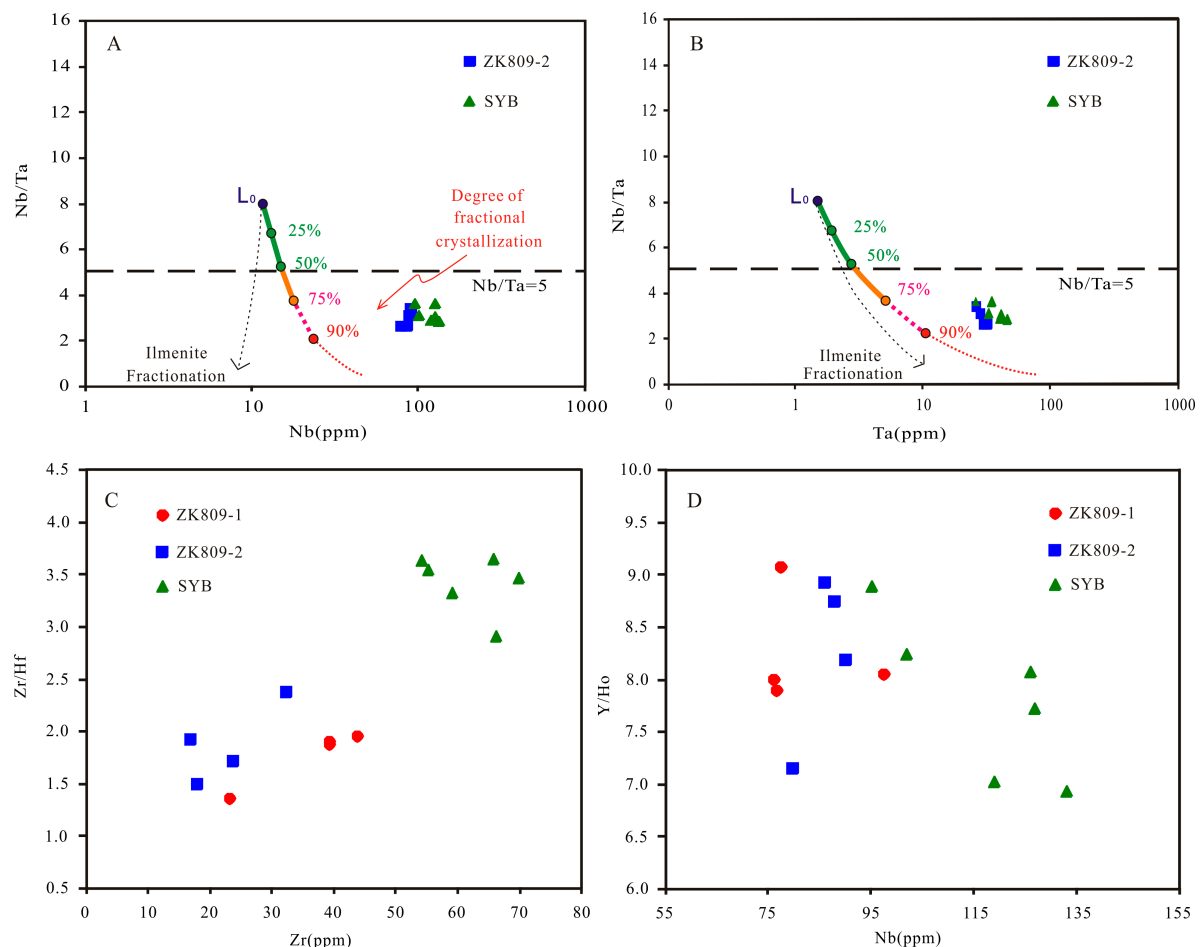 A
16
14
12
10
8
6
4
2
0
Nb/Ta
ZK809-2
SYB
L0
25%
50%
75%
90%
Degree of
fractional
crystallization
Nb/Ta=5
Ilmenite
Fractionation
1
10
100
1000
Nb(ppm)
B
16
14
12
10
8
6
4
2
0
Nb/Ta
ZK809-2
SYB
L0
25%
50%
75%
90%
Nb/Ta=5
Ilmenite
Fractionation
0
1
10
100
1000
Ta(ppm)
C
4.5
4.0
3.5
3.0
2.5
2.0
1.5
1.0
0.5
Zr/Hf
ZK809-1
ZK809-2
SYB
0
10
20
30
40
50
60
70
80
Zr(ppm)
D
10.0
9.5
9.0
8.5
8.0
7.5
7.0
6.5
6.0
Y/Ho
ZK809-1
ZK809-2
SYB
55
75
95
115
135
155
Nb(ppm)